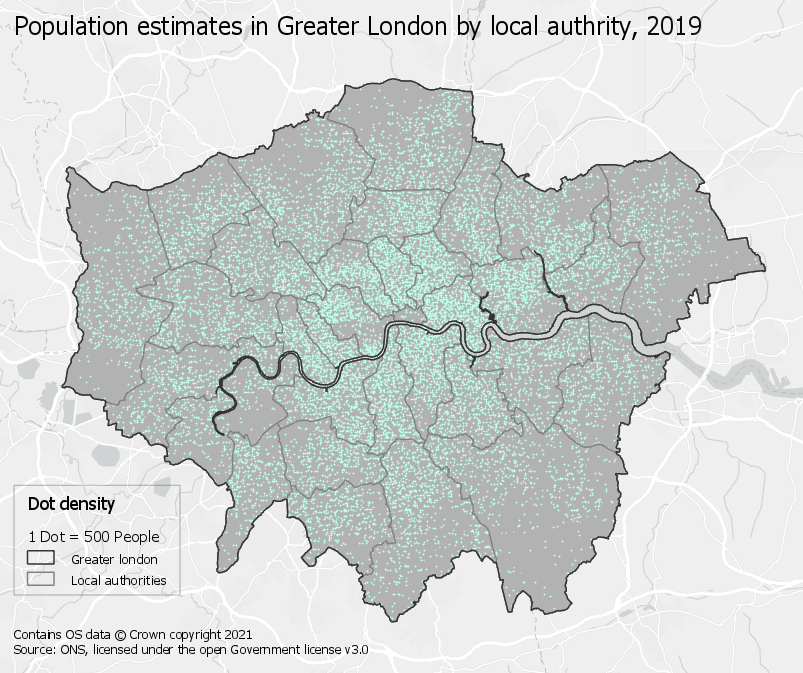 Population estimates in Greater London by local authrity, 2019
Dot density
1 Dot = 500 People
Greater london
Local authorities
Contains OS data © Crown copyright 2021
Source: ONS, licensed under the open Government license v3.0